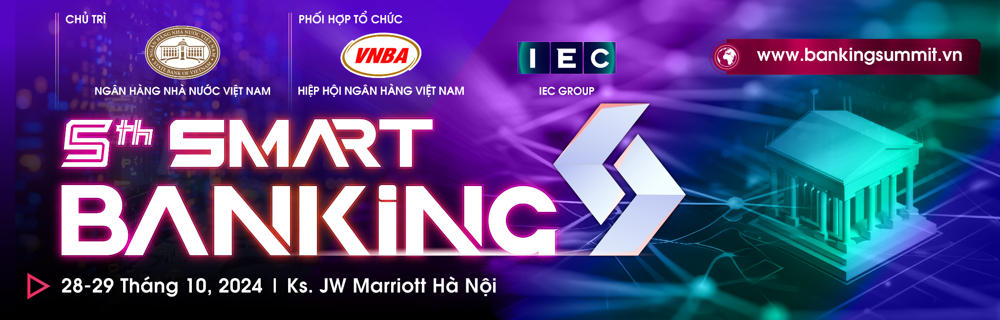 CHỦ TRÌ
NGÂN HÀNG NHÀ NƯỚC VIỆT NAM
STATE BANK OF VIETNAM
NGÂN HÀNG NHÀ NƯỚC VIỆT NAM
PHỐI HỢP TỔ CHỨC
VNBA
HIỆP HỘI NGÂN HÀNG VIỆT NAM
IEC
IEC GROUP
www.bankingsummit.vn
5th SMART
BANKiNG
28-29 Tháng 10, 2024 | Ks. JW Marriott Hà Nội